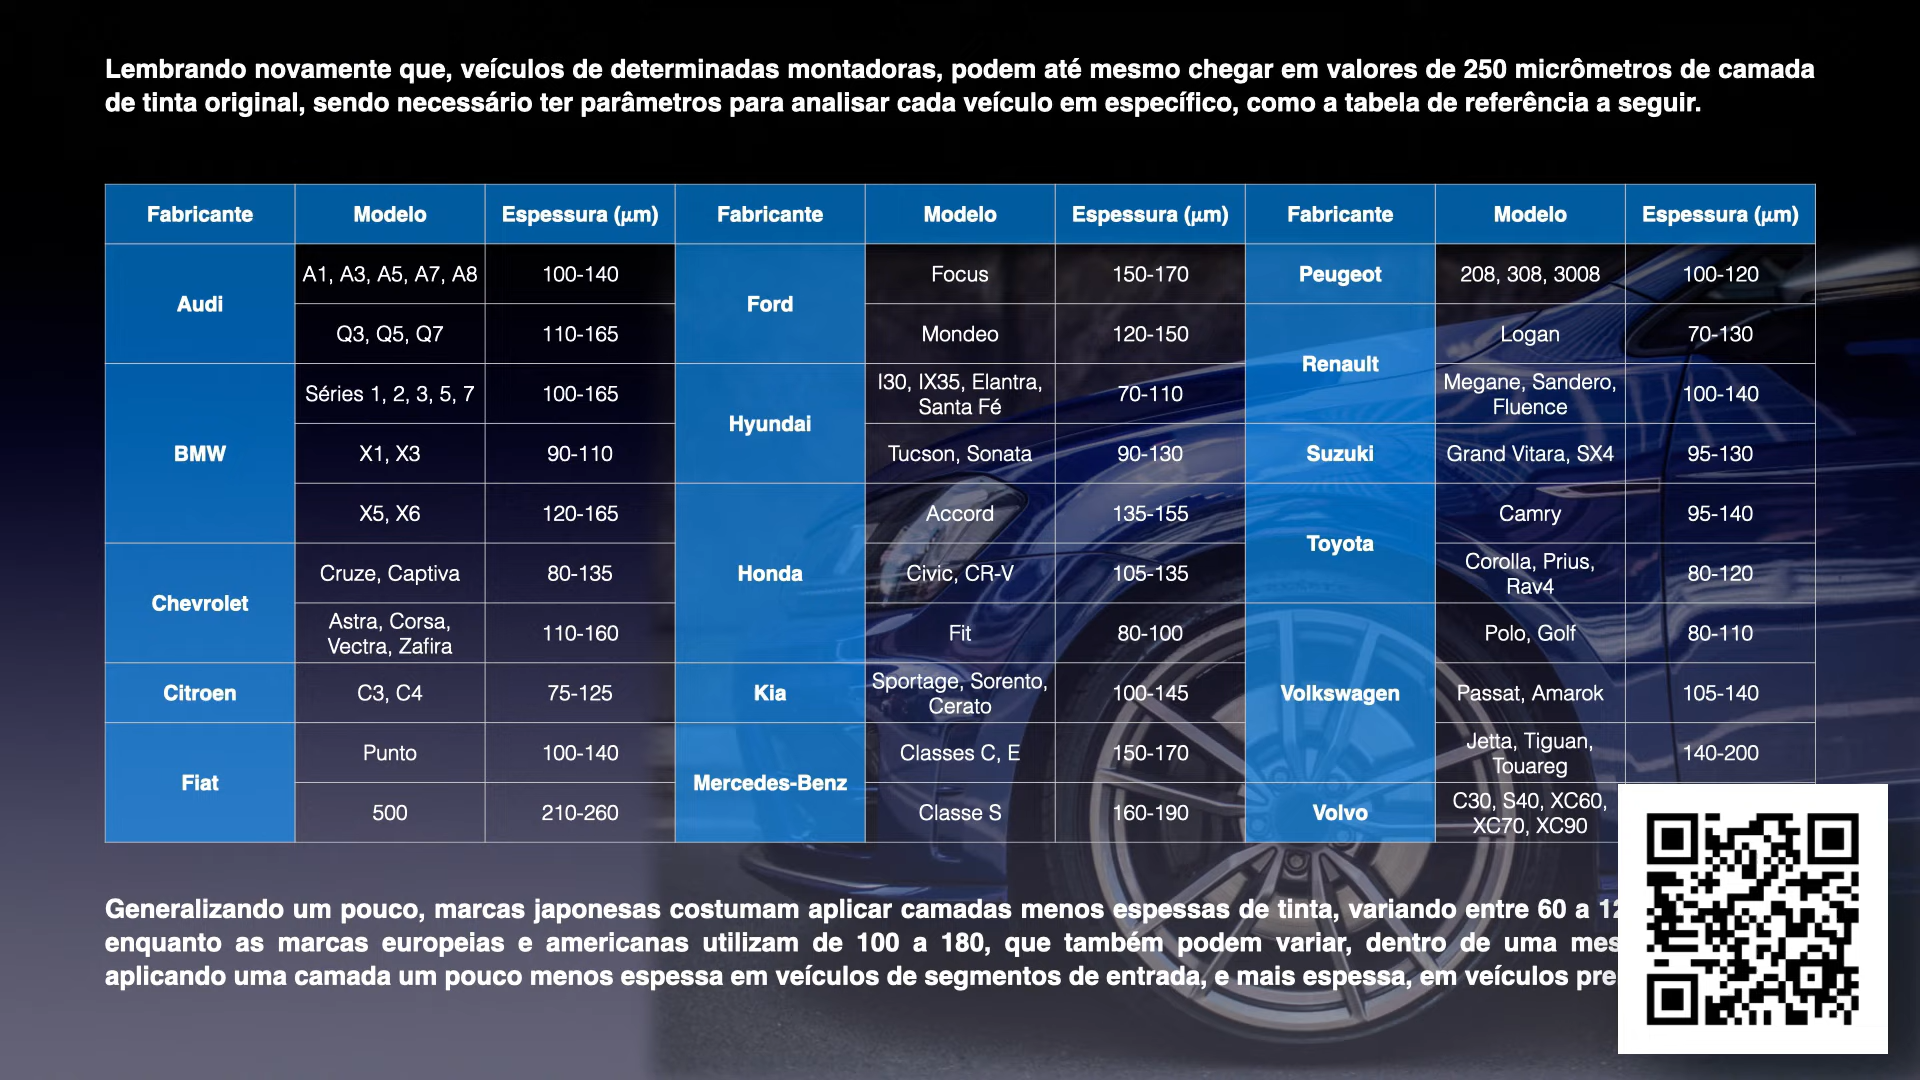 Lembrando novamente que, veículos de determinadas montadoras, podem até mesmo chegar em valores de 250 micrômetros de camada
de tinta original, sendo necessário ter parâmetros para analisar cada veículo em específico, como a tabela de referência a seguir.
Fabricante Modelo Espessura (µm) Fabricante Modelo Espessura (µm) Fabricante Modelo Espessura (µm)
Audi
A1, A3, A5, A7, A8 100-140
Q3, Q5, Q7 110-165
BMW
Séries 1, 2, 3, 5, 7 100-165
X1, X3 90-110
X5, X6 120-165
Chevrolet
Cruze, Captiva 80-135
Astra, Corsa,
Vectra, Zafira 110-160
Citroen C3, C4 75-125
Fiat
Punto 100-140
500 210-260
Ford
Focus 150-170
Mondeo 120-150
Hyundai
I30, IX35, Elantra,
Santa Fé 70-110
Tucson, Sonata 90-130
Honda
Accord 135-155
Civic, CR-V 105-135
Fit 80-100
Kia
Sportage, Sorento,
Cerato 100-145
Mercedes-Benz
Classes C, E 150-170
Classe S 160-190
Peugeot 208, 308, 3008 100-120
Renault
Logan 70-130
Megane, Sandero,
Fluence 100-140
Suzuki Grand Vitara, SX4 95-130
Toyota
Camry 95-140
Corolla, Prius,
Rav4 80-120
Volkswagen
Polo, Golf 80-110
Passat, Amarok 105-140
Jetta, Tiguan,
Touareg 140-200
Volvo
C30, S40, XC60,
XC70, XC90
Generalizando um pouco, marcas japonesas costumam aplicar camadas menos espessas de tinta, variando entre 60 a
enquanto as marcas europeias e americanas utilizam de 100 a 180, que também podem variar, dentro de uma
aplicando uma camada um pouco menos espessa em veículos de segmentos de entrada, e mais espessa, em veículos